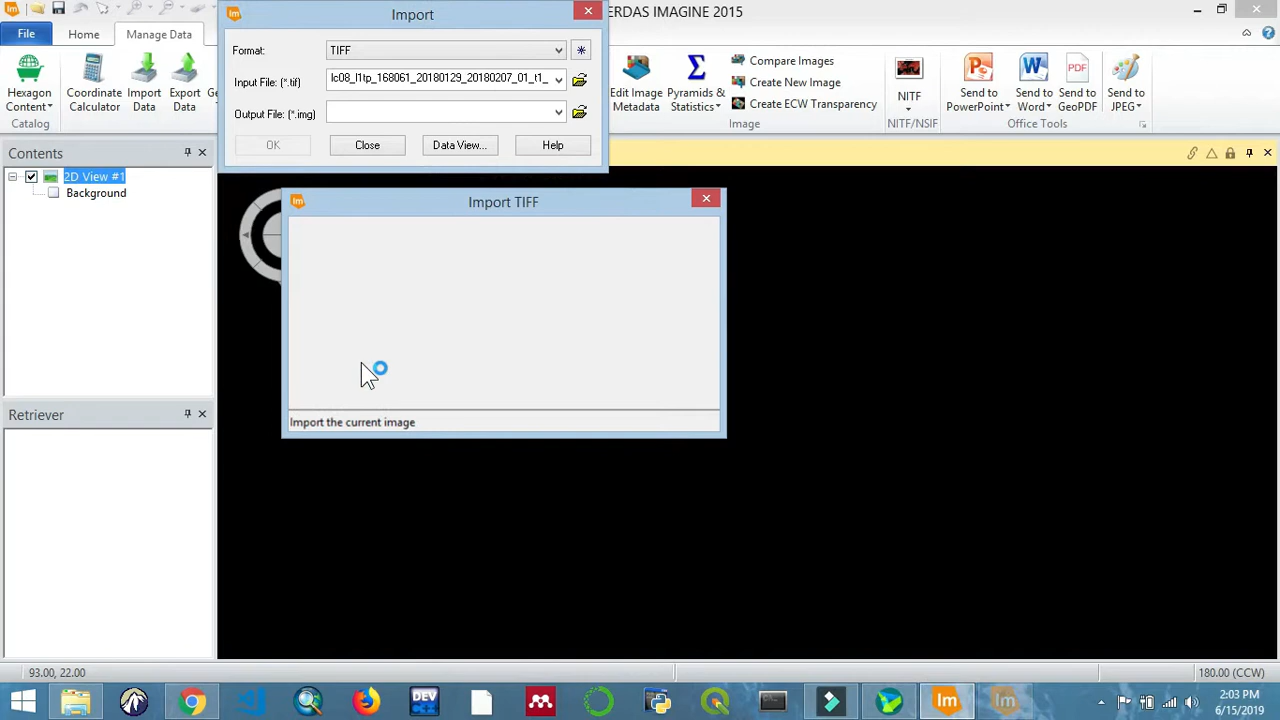 ERDAS IMAGINE 2015
File
Home
Manage Data
Hexagon
Content
Catalog
Coordinate
Calculator
Import
Data
Export
Data
Import
Format:
TIFF
Input File: (*.tif)
Output File: (*.img)
OK
Close
Data View...
Help
Edit Image
Metadata
Pyramids &
Statistics
Compare Images
Create New Image
Create ECW Transparency
Image
NITF
NITF/NSIF
PDF
Send to
PowerPoint
Send to
Word
Send to
GeoPDF
Send to
JPEG
Office Tools
Contents
2D View #1
Background
Retriever
Import TIFF
Import the current image
93.00, 22.00
180.00 (CCW)
DEV
2:03 PM
6/15/2019